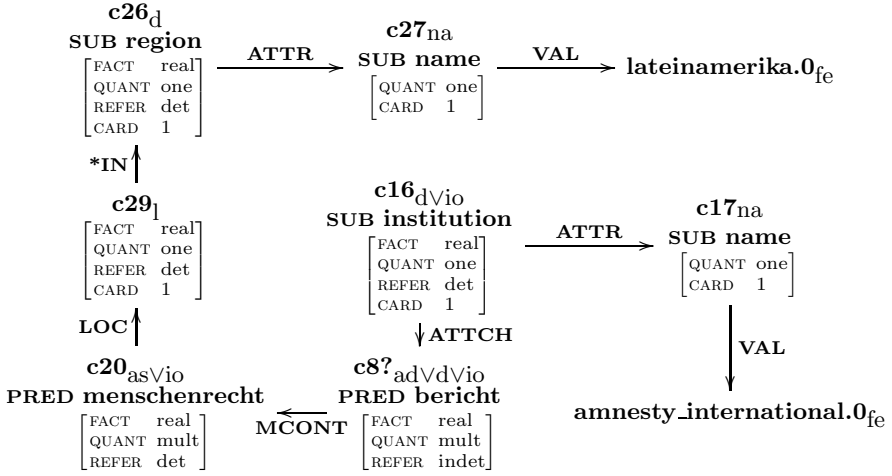 c26d
SUB region
FACT real
QUANT one
REFER det
CARD 1
ATTR
c27na
SUB name
QUANT one
CARD 1
VAL
lateinamerika.0fe
*IN
c29l
FACT real
QUANT one
REFER det
CARD 1
c16d∨io
SUB institution
FACT real
QUANT one
REFER det
CARD 1
ATTR
c17na
SUB name
QUANT one
CARD 1
LOC
ATTCH
VAL
c20as∨io
PRED menschenrecht
FACT real
QUANT mult
REFER det
MCONT
c8?ad∨d∨io
PRED bericht
FACT real
QUANT mult
REFER indet
amnesty_international.0fe